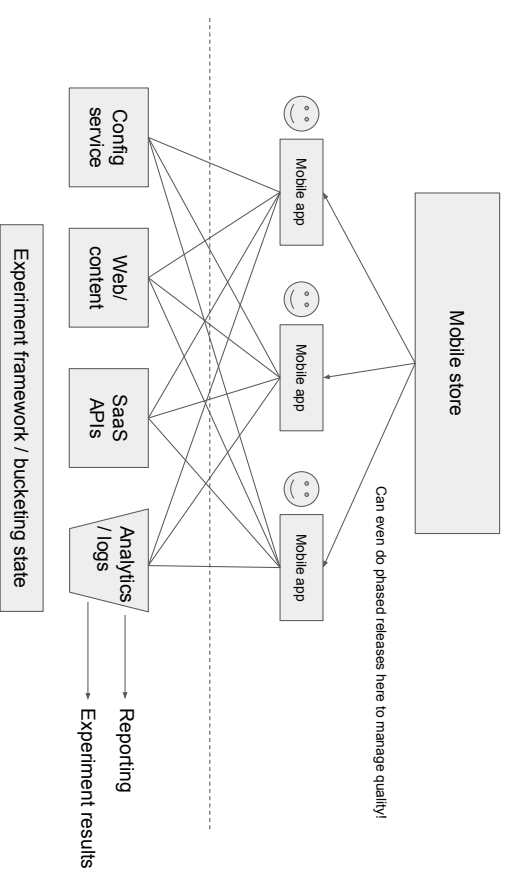 Mobile store
Can even do phased releases here to manage quality!
Mobile app
Mobile app
Mobile app
Config
service
Web/
content
SaaS
APIs
Analytics
/ logs
Reporting
Experiment results
Experiment framework / bucketing state